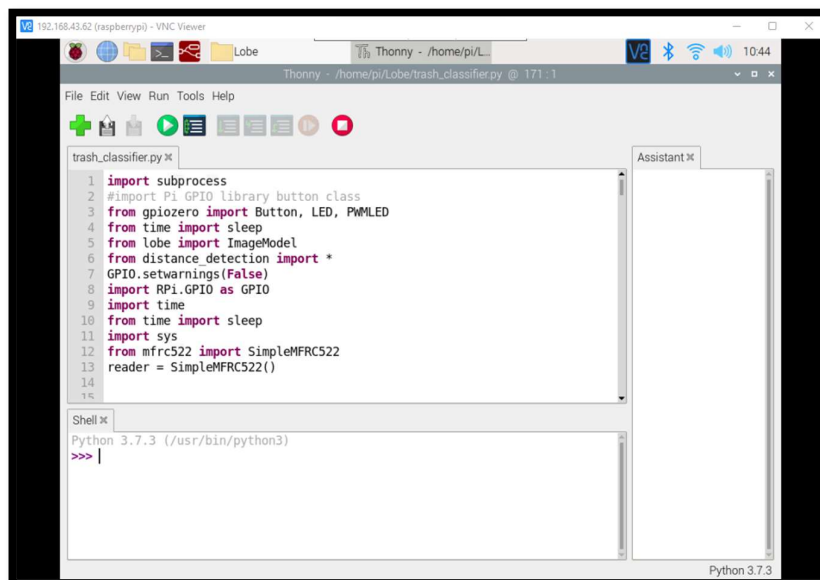 192.168.43.62 (raspberrypi) - VNC Viewer
Lobe
Thonny - /home/pi/L...
10:44
Thonny - /home/pi/Lobe/trash_classifier.py @ 171 : 1
File Edit View Run Tools Help
trash_classifier.py
Assistant
1 import subprocess
2 #import Pi GPIO library button class
3 from gpiozero import Button, LED, PWMLED
4 from time import sleep
5 from lobe import ImageModel
6 from distance_detection import *
7 GPIO.setwarnings(False)
8 import RPi.GPIO as GPIO
9 import time
10 from time import sleep
11 import sys
12 from mfrc522 import SimpleMFRC522
13 reader = SimpleMFRC522()
14
15
Shell
Python 3.7.3 (/usr/bin/python3)
>>>
Python 3.7.3